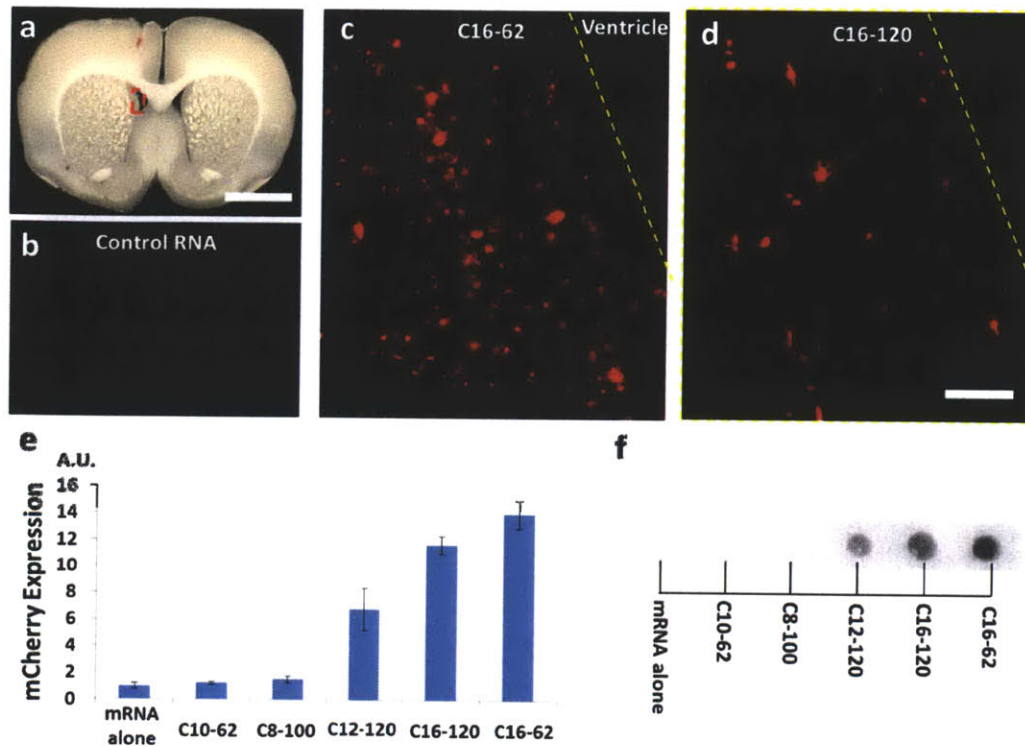 a
b
Control RNA
c
C16-62
Ventricle
d
C16-120
e
A.U.
mCherry Expression
16
14
12
10
8
6
4
2
0
mRNA alone
C10-62
C8-100
C12-120
C16-120
C16-62
f
mRNA alone
C10-62
C8-100
C12-120
C16-120
C16-62